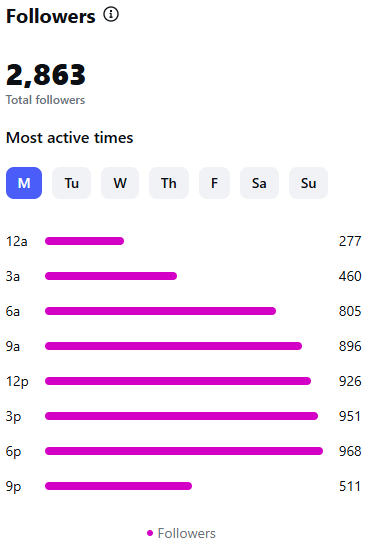 Followers
2,863
Total followers
Most active times
M Tu W Th F Sa Su
12a 277
3a 460
6a 805
9a 896
12p 926
3p 951
6p 968
9p 511
Followers